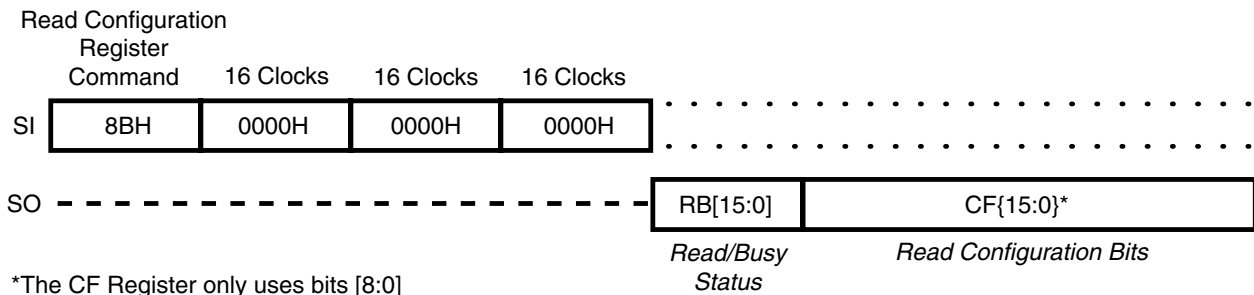 Read Configuration
Register
Command
16 Clocks
16 Clocks
16 Clocks
SI
8BH
0000H
0000H
0000H
SO
RB[15:0]
CF{15:0}*
Read/Busy
Status
Read Configuration Bits
*The CF Register only uses bits [8:0]